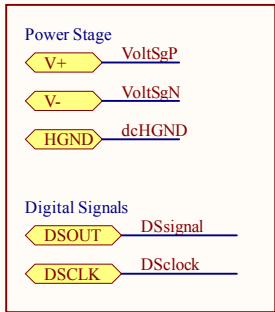 Power Stage
V+ VoltSgP
V- VoltSgN
HGND dcHGND
Digital Signals
DSOUT DSsignal
DSCLK DSclock